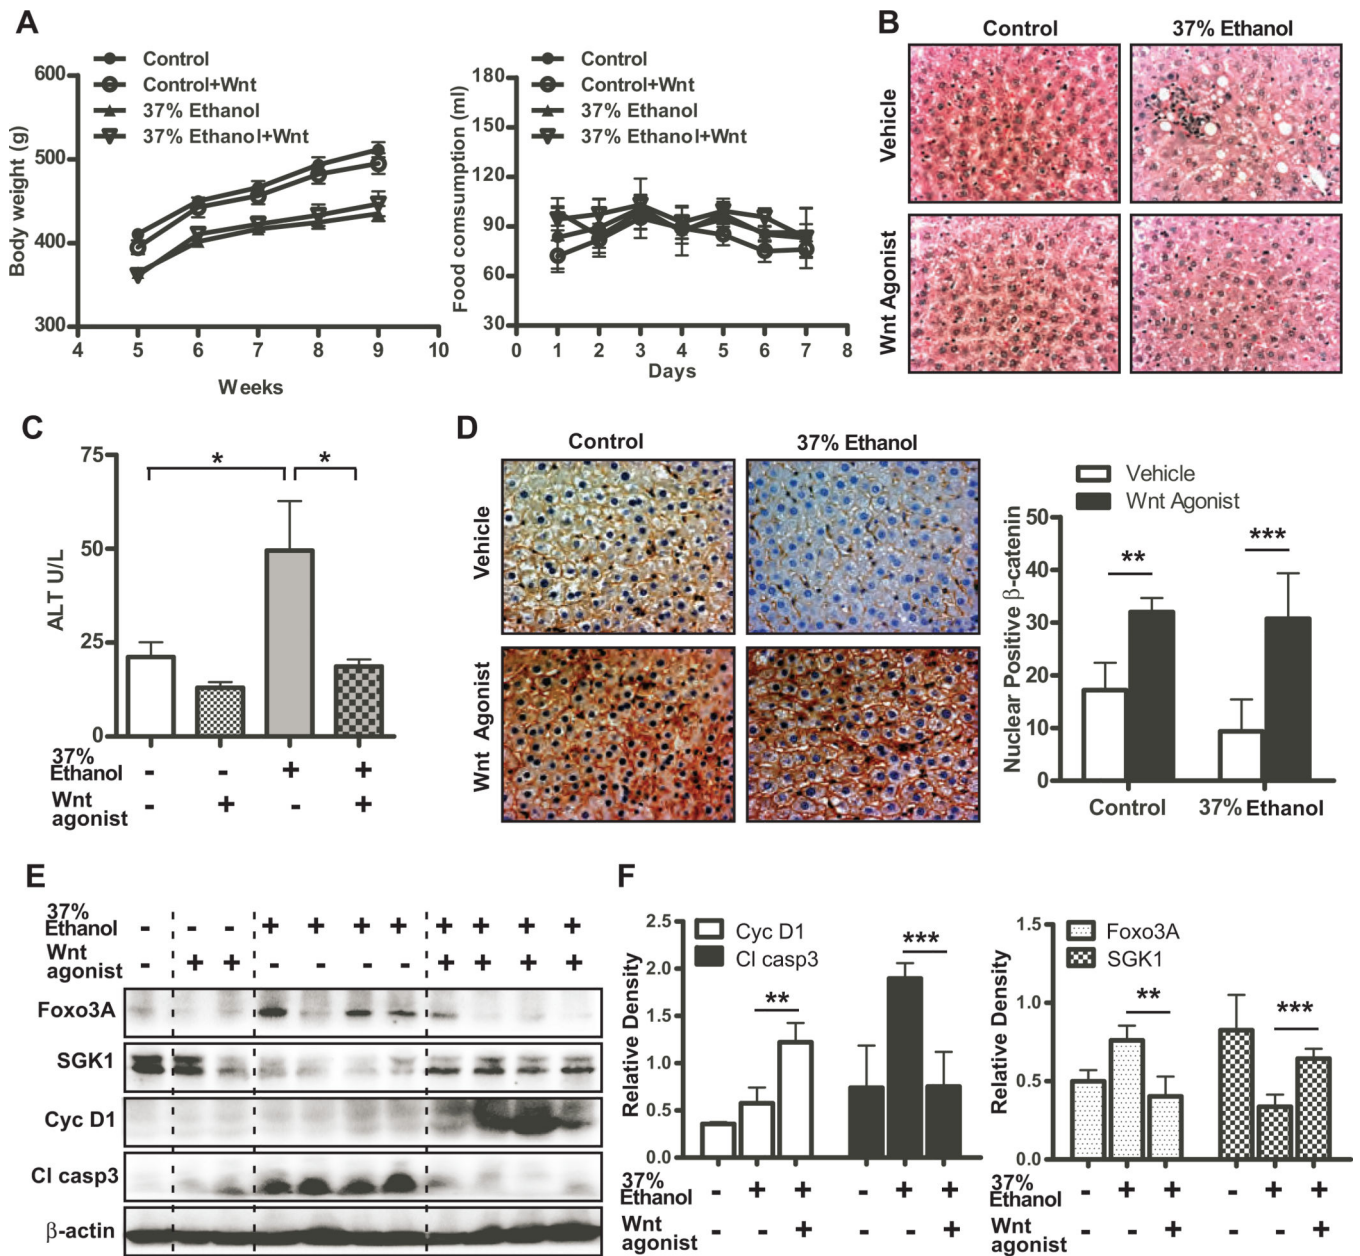 A
Control
Control+Wnt
37% Ethanol
37% Ethanol+Wnt
Body weight (g)
600
500
400
300
4 5 6 7 8 9 10
Weeks
Control
Control+Wnt
37% Ethanol
37% Ethanol+Wnt
Food comsumption (ml)
180
150
120
90
60
30
0 1 2 3 4 5 6 7 8
Days
B
Control 37% Ethanol
Vehicle
Wnt Agonist
C
ALT U/L
75
50
25
0
* *
37%
Ethanol - - + +
Wnt
agonist - + - +
D
Control 37% Ethanol
Vehicle
Wnt Agonist
Vehicle
Wnt Agonist
Nuclear Positive β-catenin
50
40
30
20
10
0
** ***
Control 37% Ethanol
E
37%
Ethanol - - - + + + + + + + +
Wnt
agonist - + + - - - - + + + +
Foxo3A
SGK1
Cyc D1
Cl casp3
β-actin
F
Cyc D1
Cl casp3
Relative Density
2.5
2.0
1.5
1.0
0.5
0.0
** ***
37%
Ethanol - + + - + +
Wnt
agonist - - + - - +
Foxo3A
SGK1
Relative Density
1.5
1.0
0.5
0.0
** ***
37%
Ethanol - + + - + +
Wnt
agonist - - + - - +